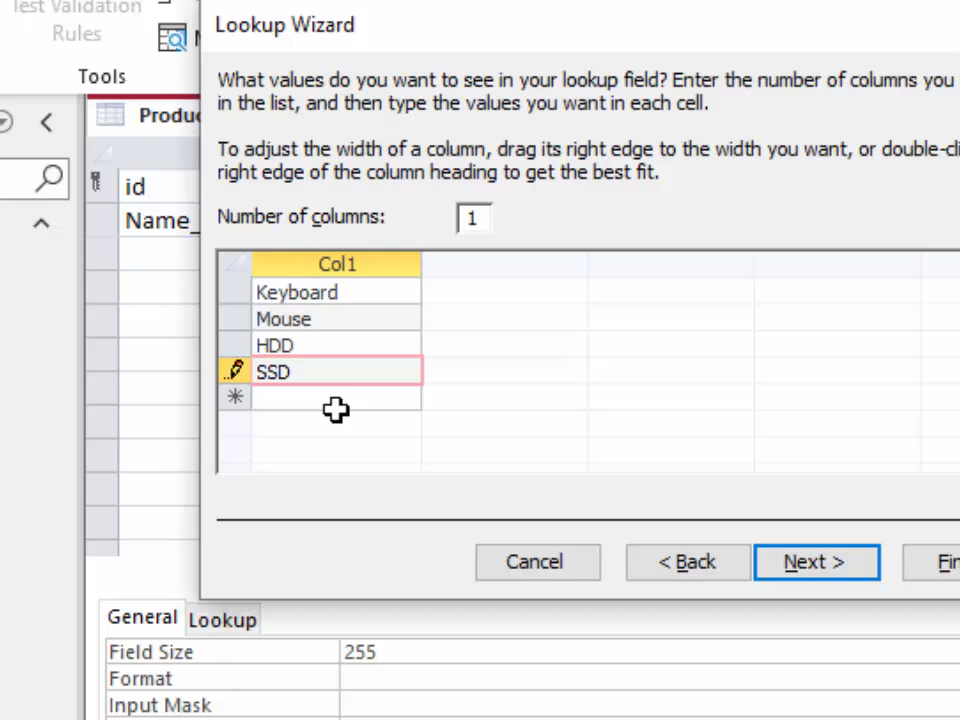 Test Validation
Rules
Tools
Lookup Wizard
What values do you want to see in your lookup field? Enter the number of columns you
in the list, and then type the values you want in each cell.
To adjust the width of a column, drag its right edge to the width you want, or double-cli
right edge of the column heading to get the best fit.
Number of columns: 1
Produc
id
Name_
Col1
Keyboard
Mouse
HDD
SSD
Cancel
< Back
Next >
Fin
General
Lookup
Field Size 255
Format
Input Mask